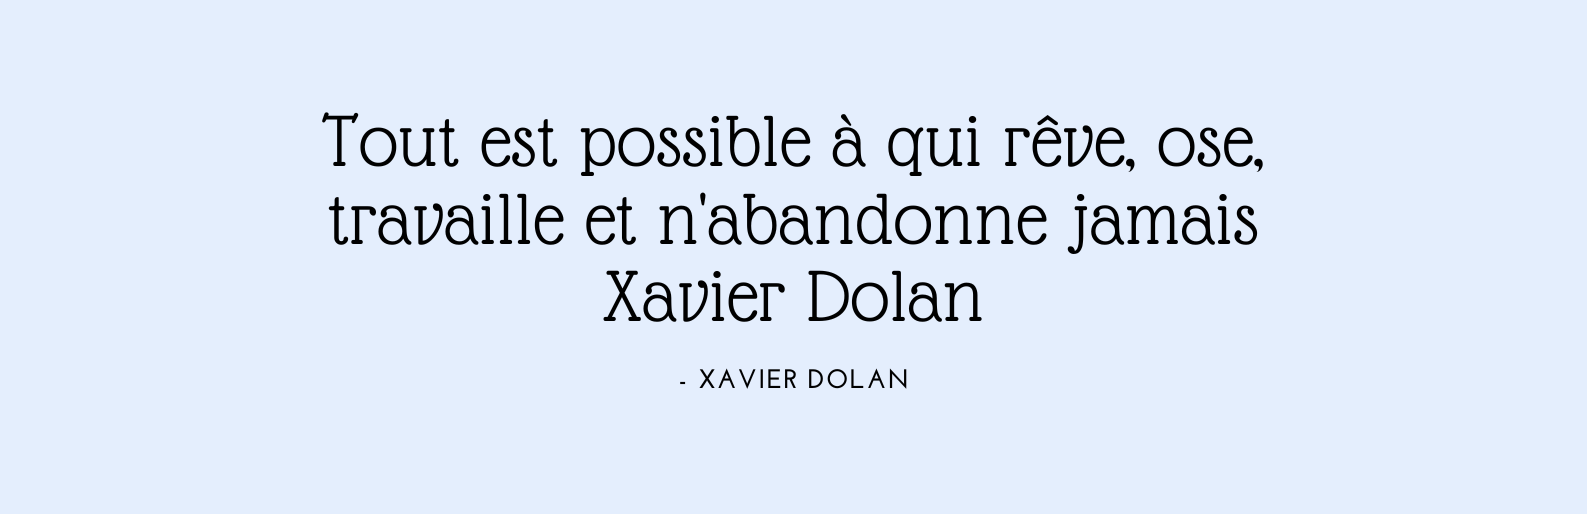 Tout est possible à qui rêve, ose,
travaille et n'abandonne jamais
Xavier Dolan
- XAVIER DOLAN